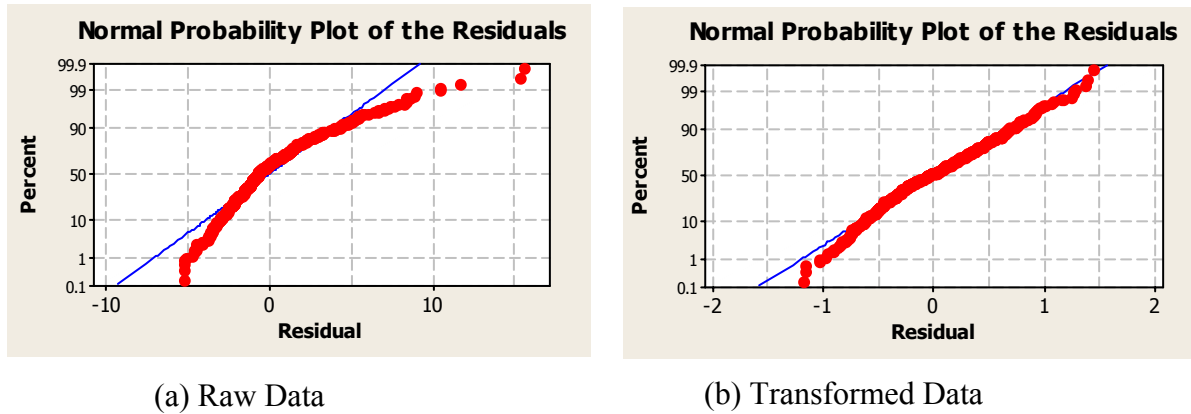 Normal Probability Plot of the Residuals
99.9
99
90
50
10
1
0.1
Percent
-10
0
10
Residual
(a) Raw Data
Normal Probability Plot of the Residuals
99.9
99
90
50
10
1
0.1
Percent
-2
-1
0
1
2
Residual
(b) Transformed Data